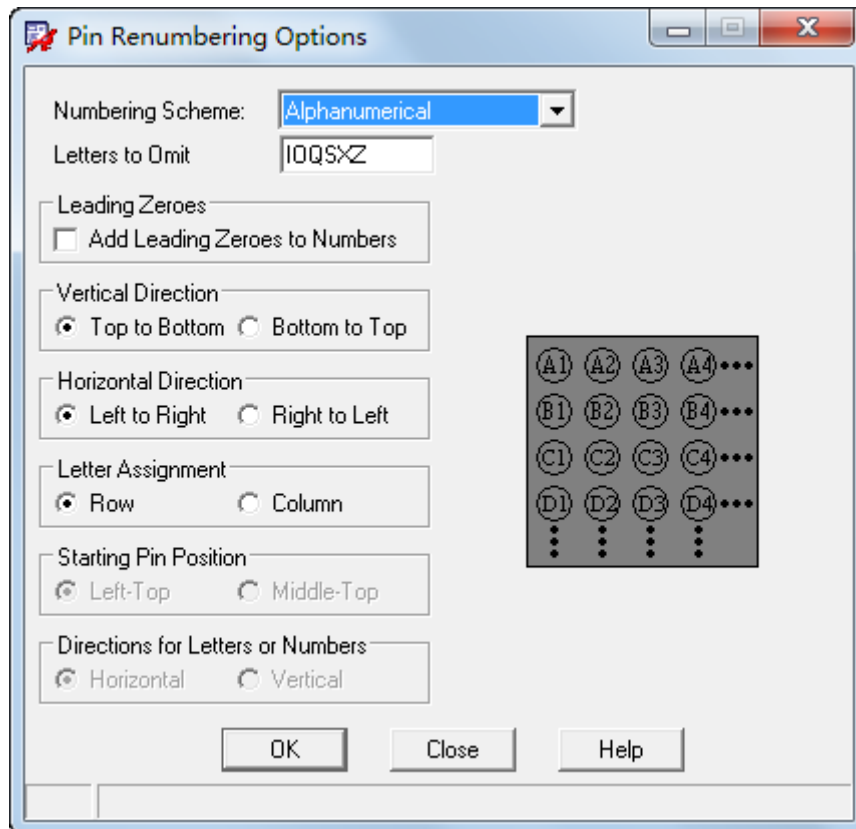 Pin Renumbering Options
Numbering Scheme: Alphanumerical
Letters to Omit IOQSXZ
Leading Zeroes
Add Leading Zeroes to Numbers
Vertical Direction
Top to Bottom Bottom to Top
Horizontal Direction
Left to Right Right to Left
Letter Assignment
Row Column
Starting Pin Position
Left-Top Middle-Top
Directions for Letters or Numbers
Horizontal Vertical
A1 A2 A3 A4
B1 B2 B3 B4
C1 C2 C3 C4
D1 D2 D3 D4
OK Close Help